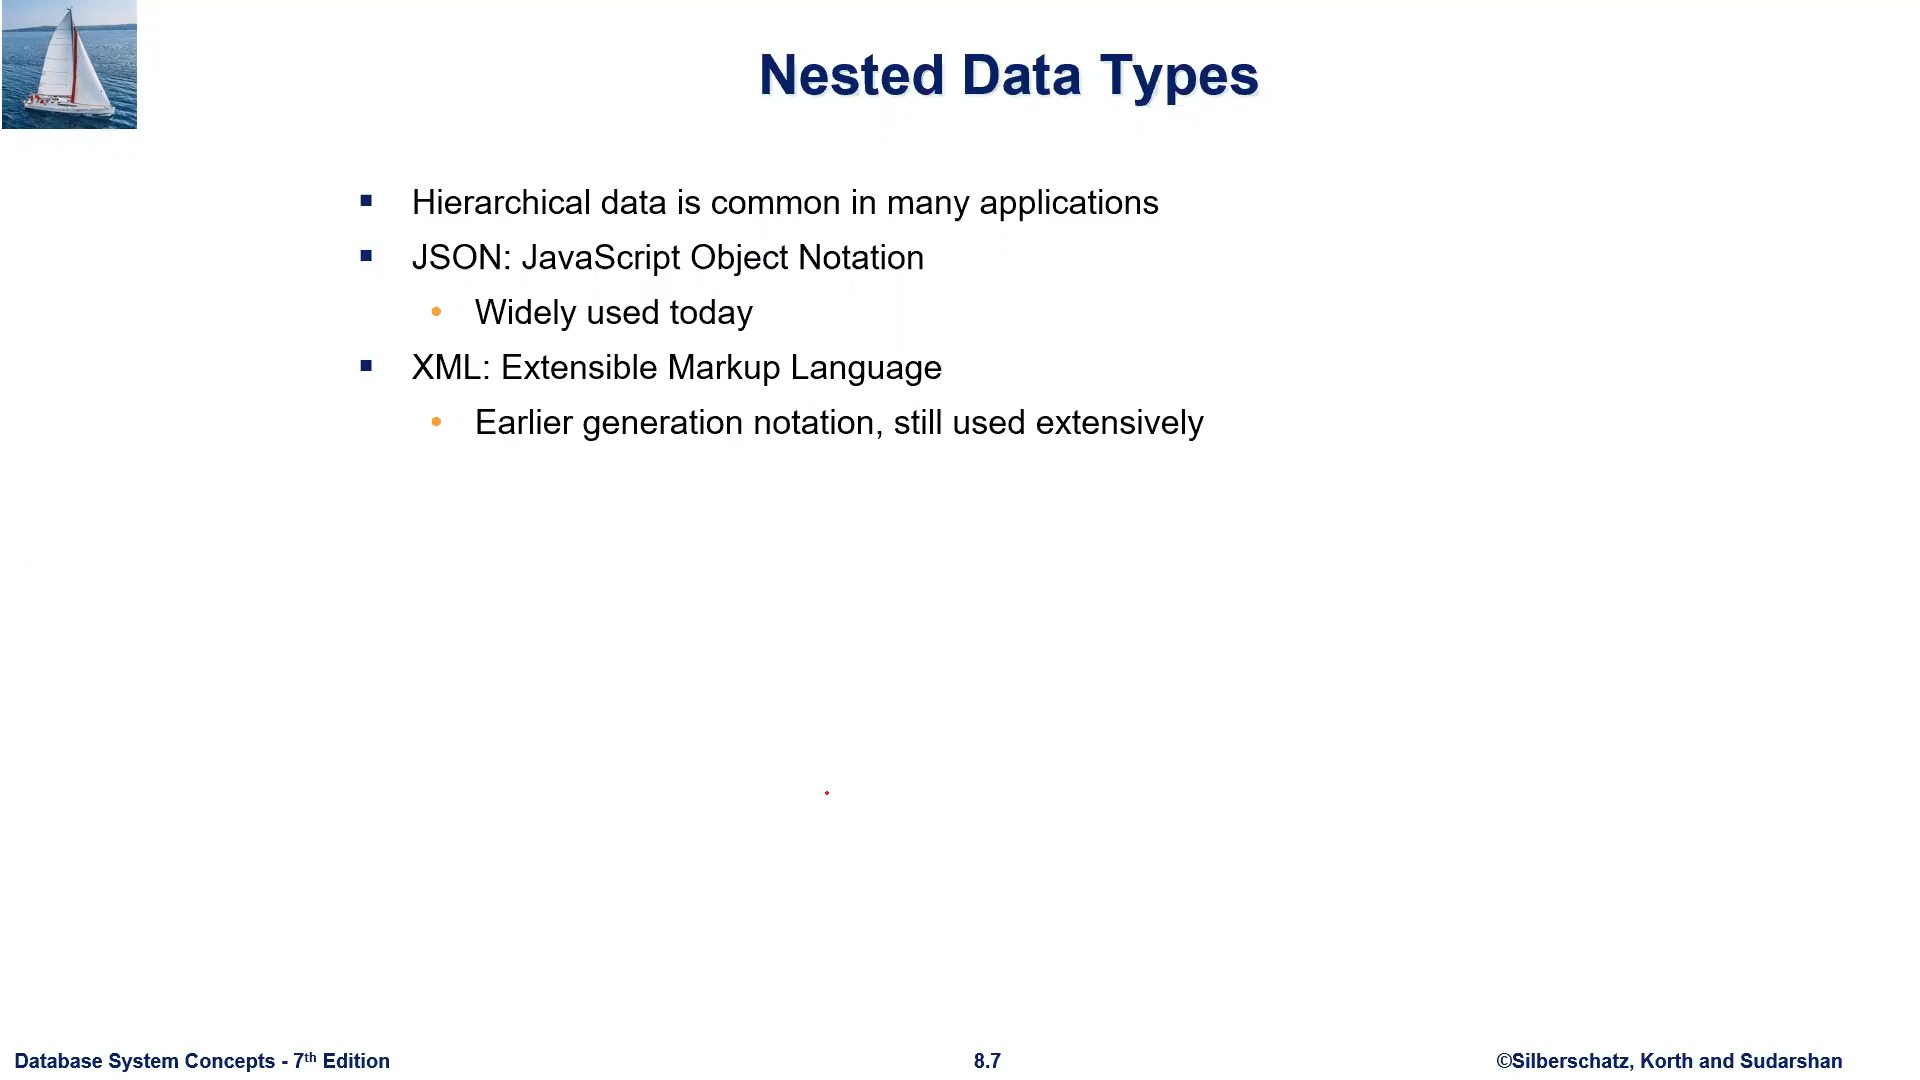 Nested Data Types
▪ Hierarchical data is common in many applications
▪ JSON: JavaScript Object Notation
• Widely used today
▪ XML: Extensible Markup Language
• Earlier generation notation, still used extensively
Database System Concepts - 7th Edition
8.7
©Silberschatz, Korth and Sudarshan